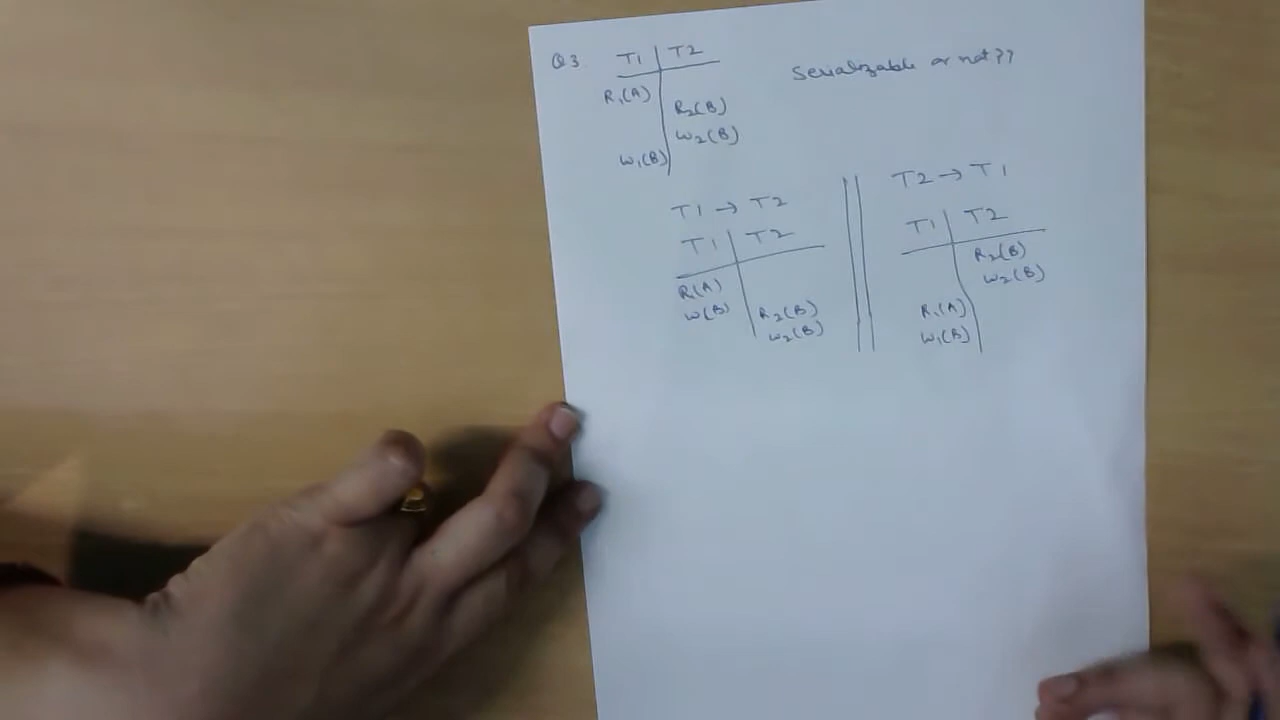 Q3 T1 T2 Serializable or not??
R1(A)
R2(B)
W2(B)
W1(B)
T1 → T2
T1 T2
R(A)
W(B) R2(B)
W2(B)
T2 → T1
T1 T2
R2(B)
W2(B)
R1(A)
W1(B)